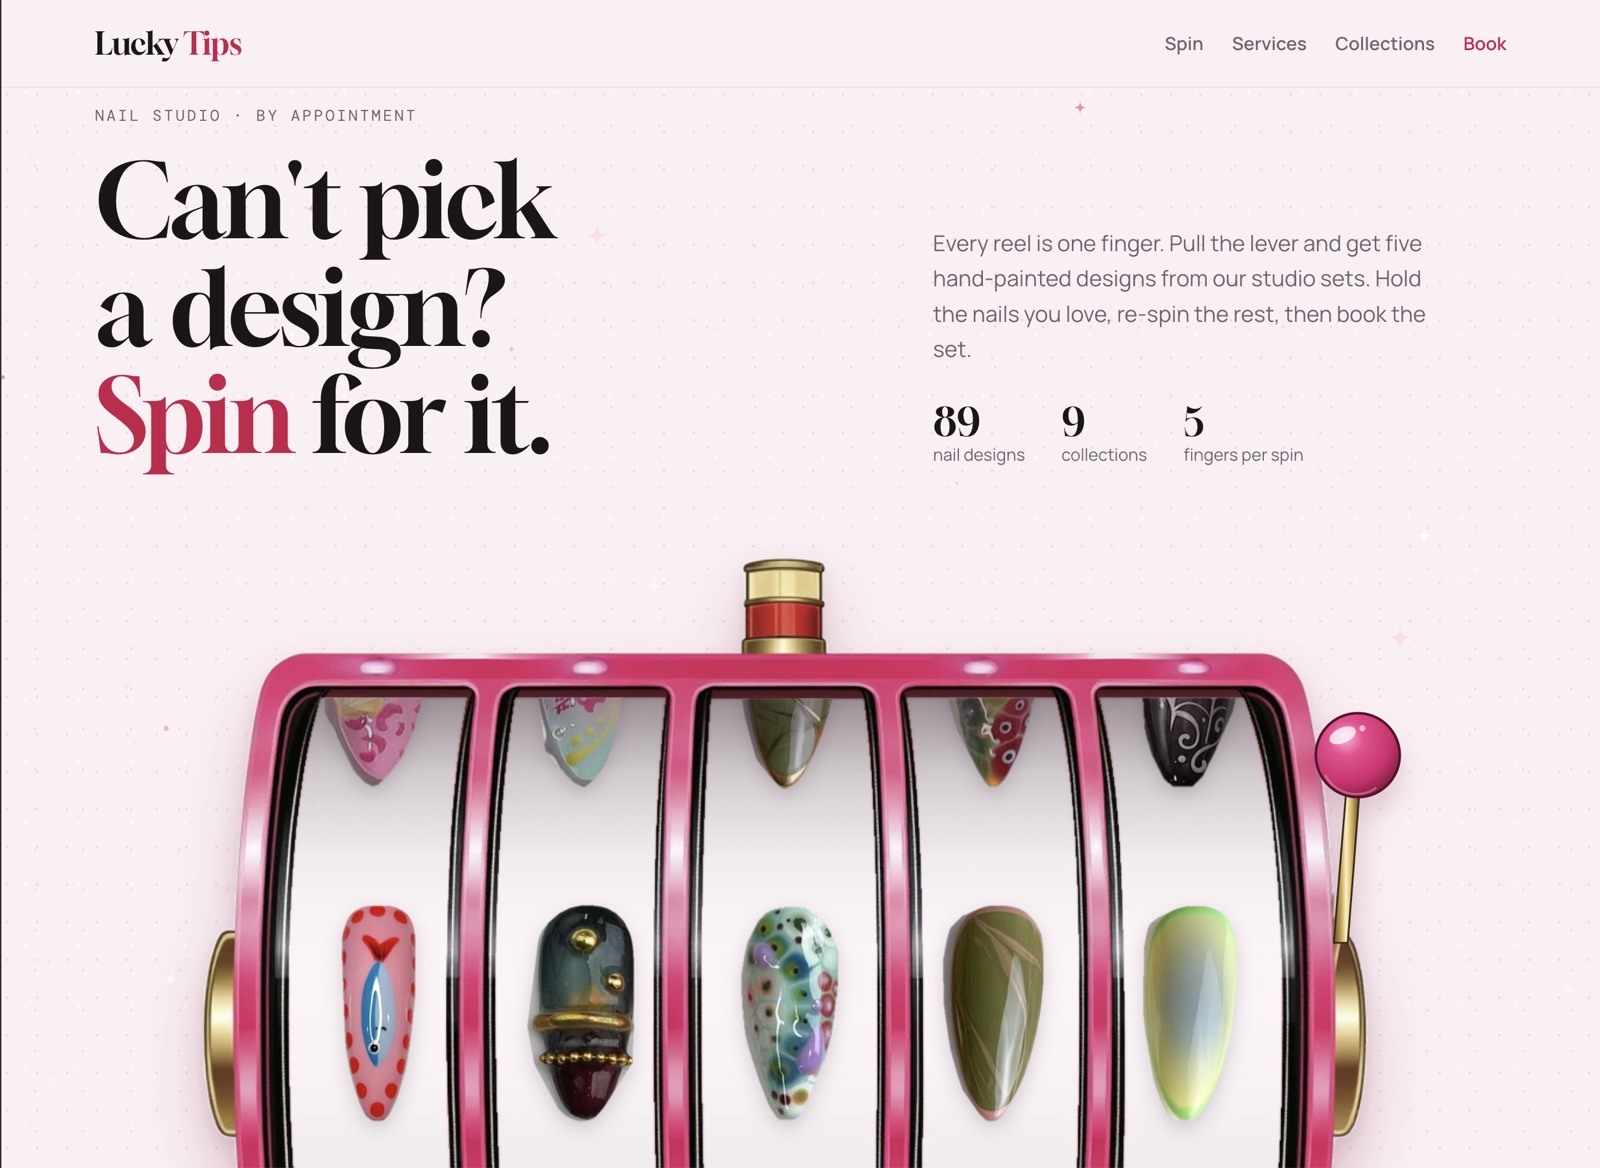 Lucky Tips
Spin Services Collections Book
NAIL STUDIO · BY APPOINTMENT
Can't pick
a design?
Spin for it.
Every reel is one finger. Pull the lever and get five
hand-painted designs from our studio sets. Hold
the nails you love, re-spin the rest, then book the
set.
89
nail designs
9
collections
5
fingers per spin